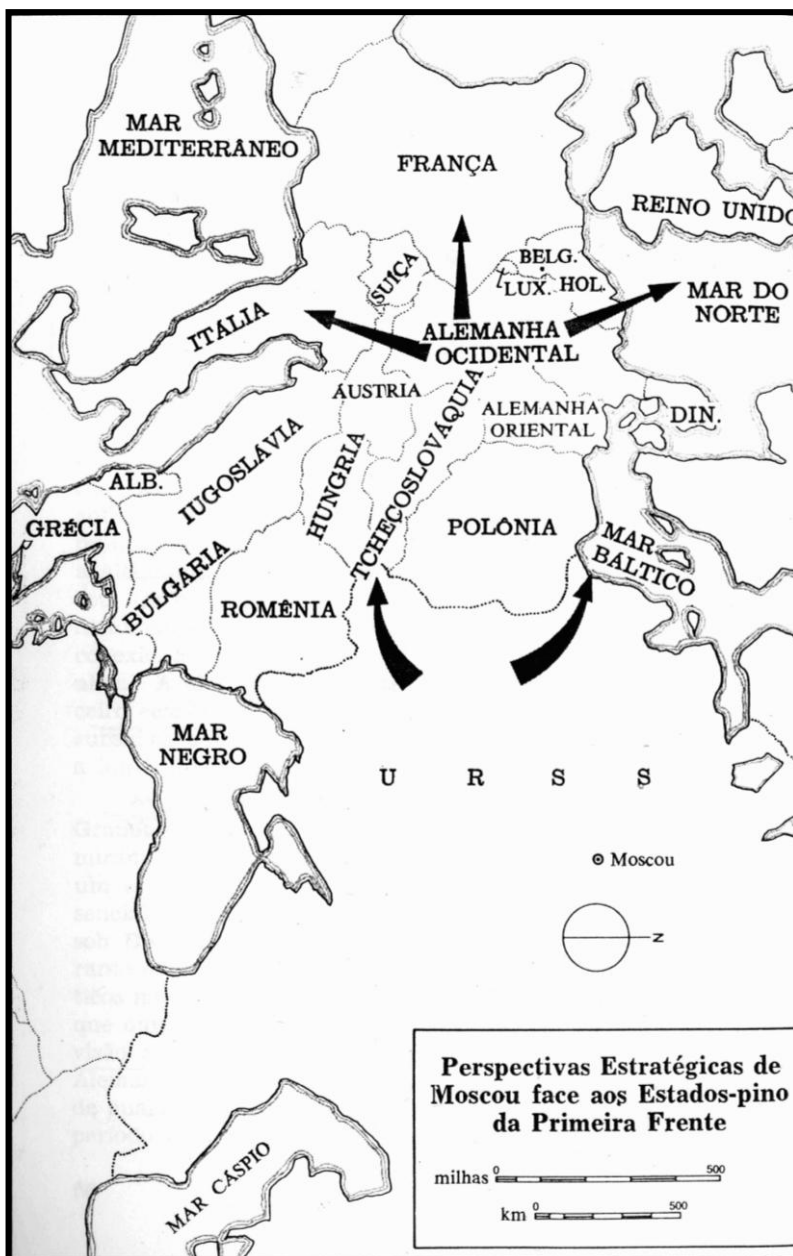 MAR
MEDITERRÂNEO
FRANÇA
REINO UNIDO
BELG.
SUÍÇA
LUX.
HOL.
MAR DO
NORTE
ITÁLIA
ALEMANHA
OCIDENTAL
ÁUSTRIA
ALEMANHA
ORIENTAL
DIN.
TCHECOSLOVÁQUIA
ALB.
IUGOSLÁVIA
HUNGRIA
GRÉCIA
POLÔNIA
MAR
BÁLTICO
BULGARIA
ROMÊNIA
MAR
NEGRO
U R S S
Moscou
N
Perspectivas Estratégicas de
Moscou face aos Estados-pino
da Primeira Frente
milhas 0 500
km 0 500
MAR CÁSPIO